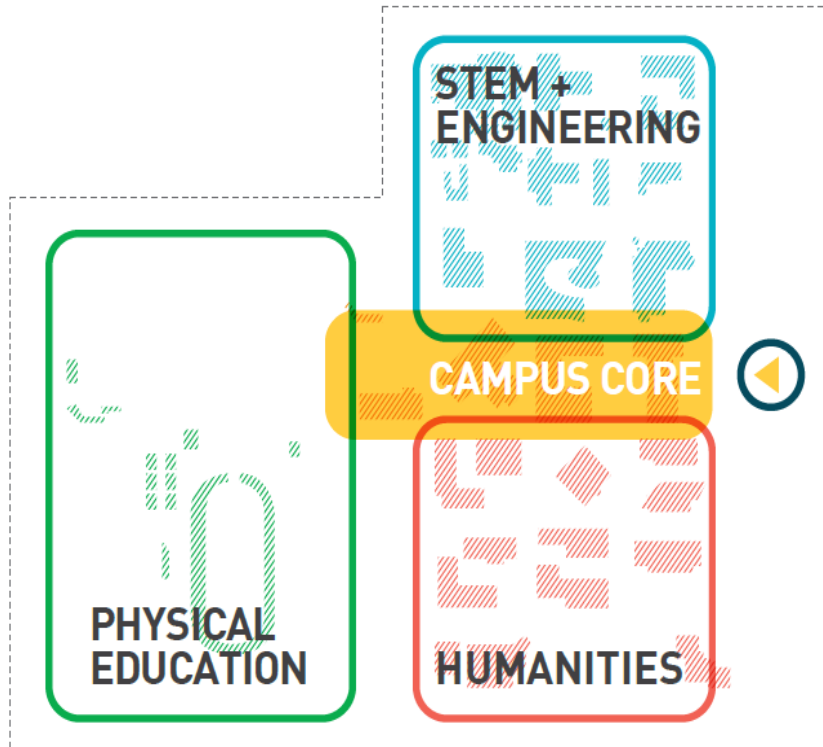 STEM +
ENGINEERING
CAMPUS CORE
PHYSICAL
EDUCATION
HUMANITIES